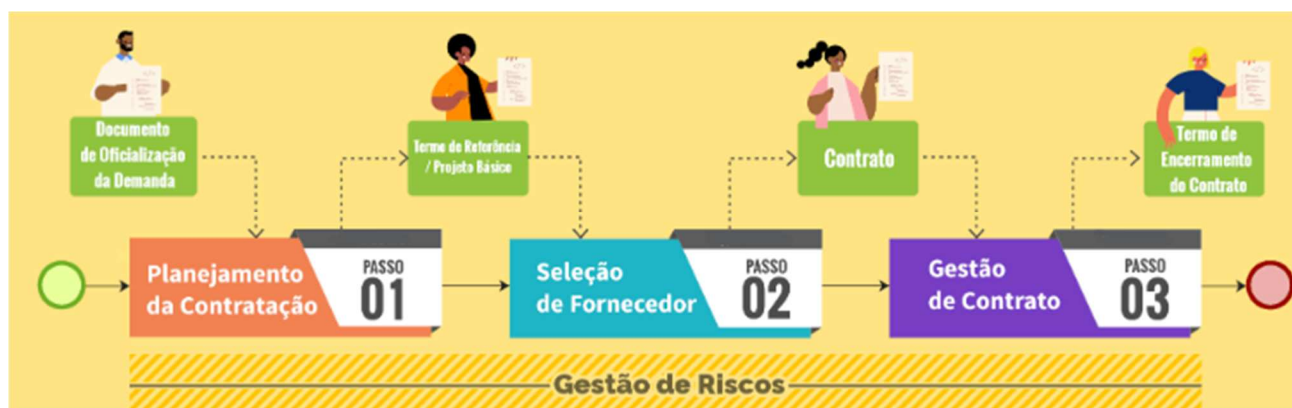 Documento
de Oficialização
da Demanda
Termo de Referência
/ Projeto Básico
Contrato
Termo de
Encerramento
do Contrato
Planejamento
da Contratação
PASSO
01
Seleção
de Fornecedor
PASSO
02
Gestão
de Contrato
PASSO
03
Gestão de Riscos